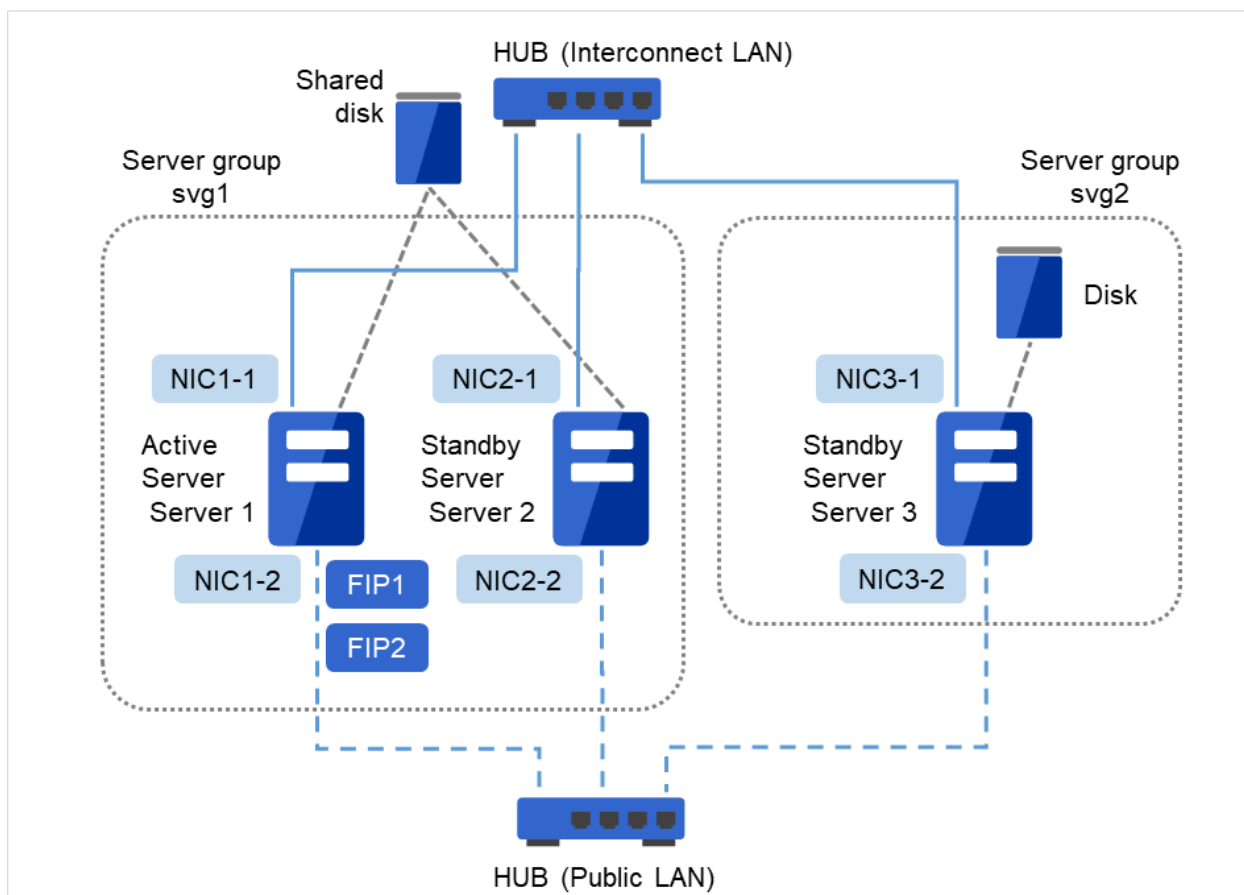 HUB (Interconnect LAN)
Shared
disk
Server group
svg1
Server group
svg2
Disk
NIC1-1
NIC2-1
NIC3-1
Active
Server
Server 1
Standby
Server
Server 2
Standby
Server
Server 3
NIC1-2
FIP1
NIC2-2
NIC3-2
FIP2
HUB (Public LAN)